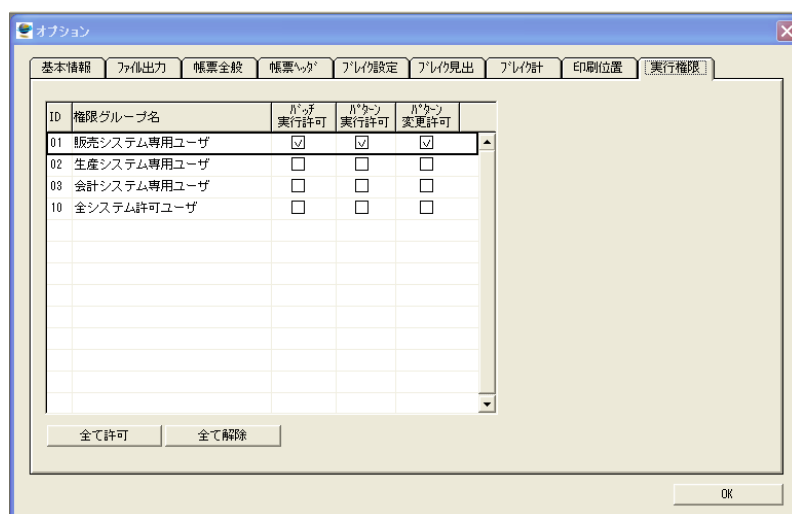 オプション
基本情報 ﾌｧｲﾙ出力 帳票全般 帳票ﾍｯﾀﾞ ﾌﾞﾚｲｸ設定 ﾌﾞﾚｲｸ見出 ﾌﾞﾚｲｸ計 印刷位置 実行権限
ID 権限グループ名 ﾊﾞｯﾁ実行許可 ﾊﾟﾀｰﾝ実行許可 ﾊﾟﾀｰﾝ変更許可
01 販売システム専用ユーザ
02 生産システム専用ユーザ
03 会計システム専用ユーザ
10 全システム許可ユーザ
全て許可 全て解除
OK